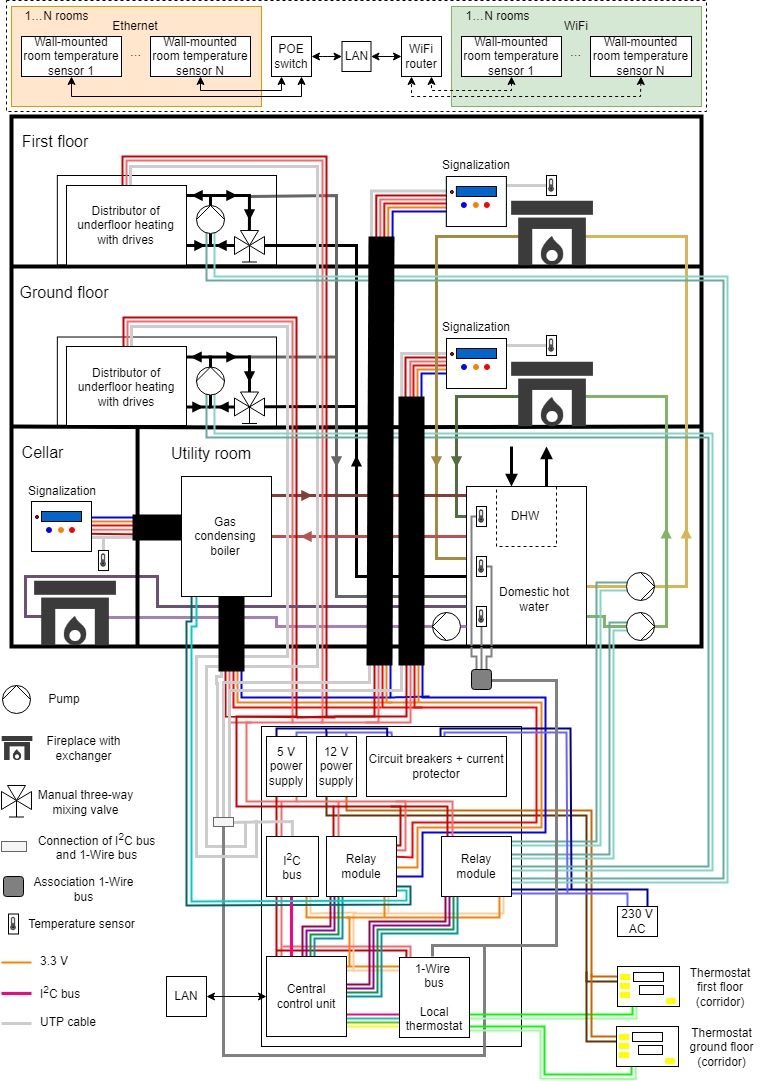 1...N rooms
Ethernet
Wall-mounted
room temperature
sensor 1
...
Wall-mounted
room temperature
sensor N
POE
switch
LAN
WiFi
router
1...N rooms
WiFi
Wall-mounted
room temperature
sensor 1
...
Wall-mounted
room temperature
sensor N
First floor
Distributor of
underfloor heating
with drives
Signalization
Ground floor
Distributor of
underfloor heating
with drives
Signalization
Cellar
Signalization
Utility room
Gas
condensing
boiler
DHW
Domestic hot
water
Pump
Fireplace with
exchanger
Manual three-way
mixing valve
Connection of I²C bus
and 1-Wire bus
Association 1-Wire
bus
Temperature sensor
3.3 V
I²C bus
UTP cable
5 V
power
supply
12 V
power
supply
Circuit breakers + current
protector
I²C
bus
Relay
module
Relay
module
230 V
AC
LAN
Central
control unit
1-Wire
bus
Local
thermostat
Thermostat
first floor
(corridor)
Thermostat
ground floor
(corridor)